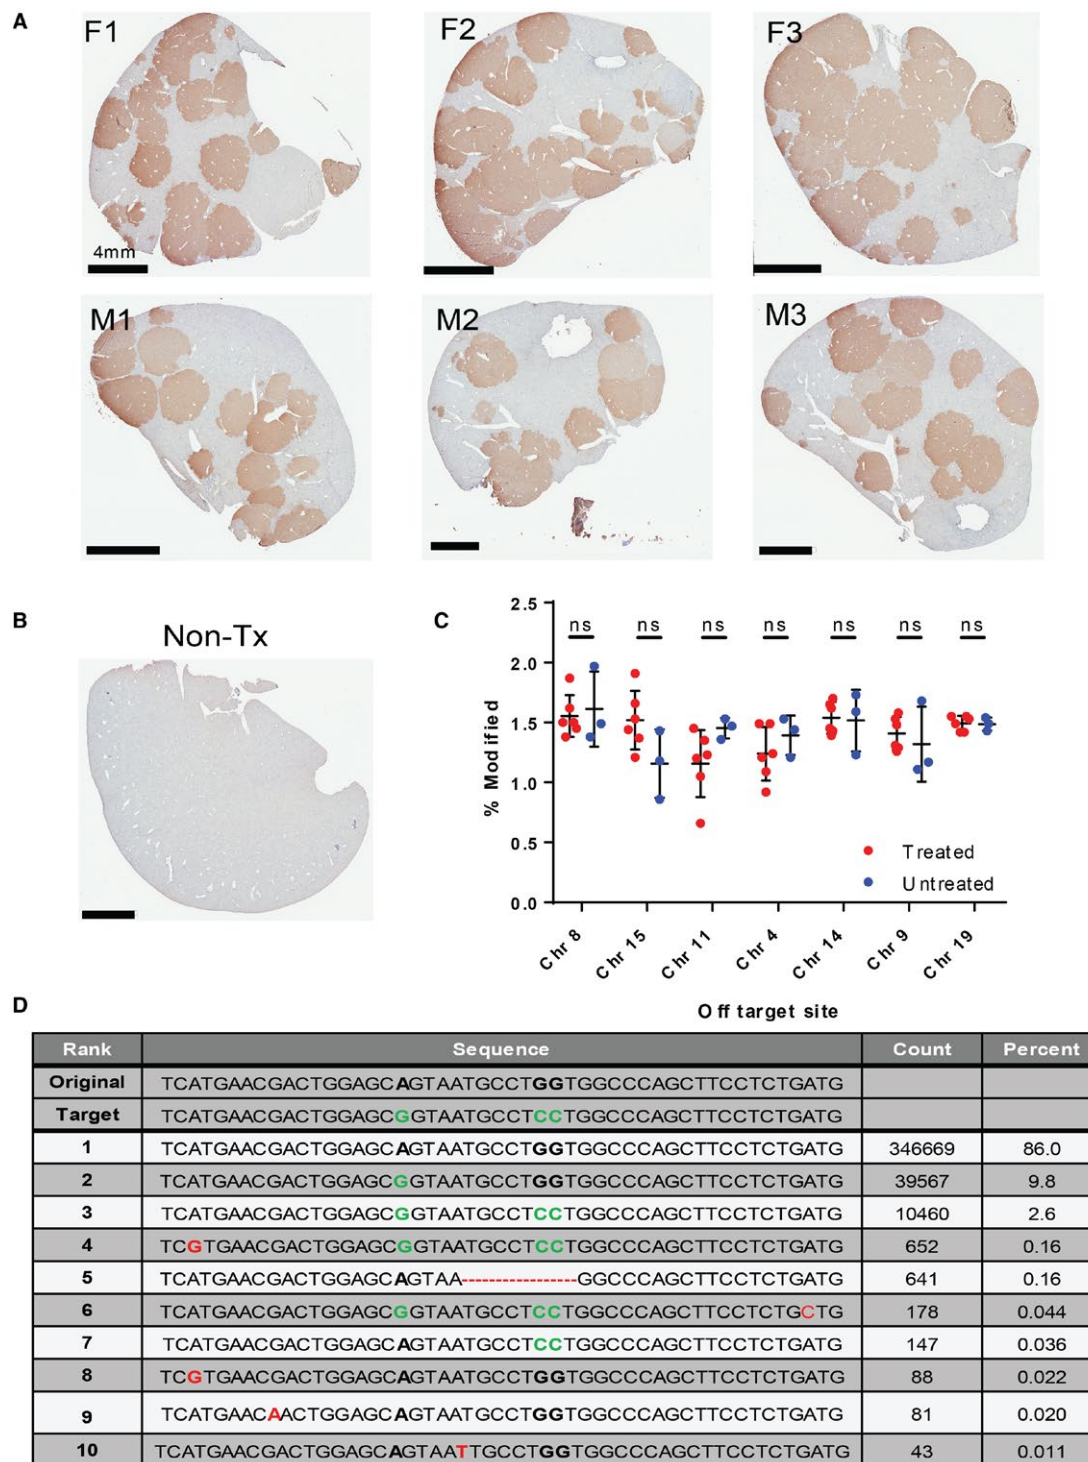 A
F1
F2
F3
4mm
M1
M2
M3
B
Non-Tx
C
% Modified
2.5
2.0
1.5
1.0
0.5
0.0
ns ns ns ns ns ns ns
Treated
Untreated
Chr 8 Chr 15 Chr 11 Chr 4 Chr 14 Chr 9 Chr 19
Off target site
D
Rank Sequence Count Percent
Original TCATGAACGACTGGAGCAGTAATGCCTGGTGGCCCAGCTTCCTCTGATG
Target TCATGAACGACTGGAGCGGTAATGCCTCCTGGCCCAGCTTCCTCTGATG
1 TCATGAACGACTGGAGCAGTAATGCCTGGTGGCCCAGCTTCCTCTGATG 346669 86.0
2 TCATGAACGACTGGAGCGGTAATGCCTGGTGGCCCAGCTTCCTCTGATG 39567 9.8
3 TCATGAACGACTGGAGCGGTAATGCCTCCTGGCCCAGCTTCCTCTGATG 10460 2.6
4 TCGTGAACGACTGGAGCGGTAATGCCTCCTGGCCCAGCTTCCTCTGATG 652 0.16
5 TCATGAACGACTGGAGCAGTAA-----------------GGCCCAGCTTCCTCTGATG 641 0.16
6 TCATGAACGACTGGAGCGGTAATGCCTCCTGGCCCAGCTTCCTCTGCTG 178 0.044
7 TCATGAACGACTGGAGCAGTAATGCCTCCTGGCCCAGCTTCCTCTGATG 147 0.036
8 TCGTGAACGACTGGAGCAGTAATGCCTGGTGGCCCAGCTTCCTCTGATG 88 0.022
9 TCATGAACAACTGGAGCAGTAATGCCTGGTGGCCCAGCTTCCTCTGATG 81 0.020
10 TCATGAACGACTGGAGCAGTAATTGCCTGGTGGCCCAGCTTCCTCTGATG 43 0.011